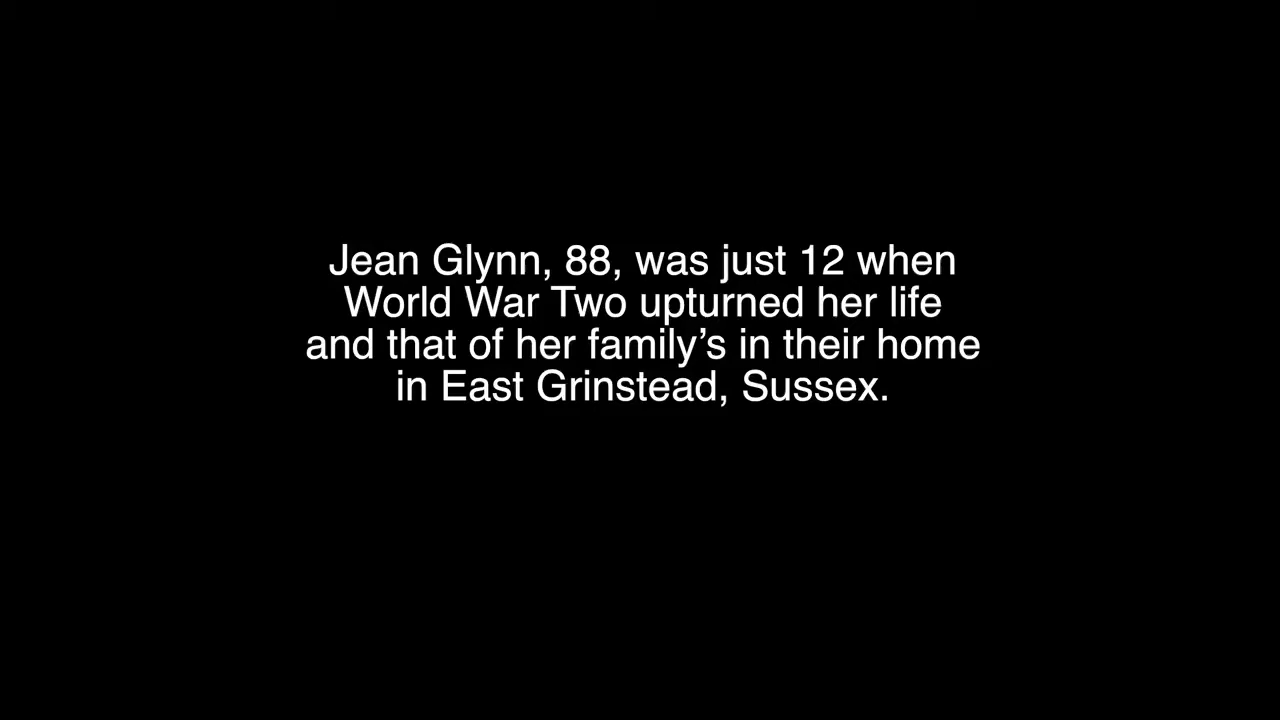 Jean Glynn, 88, was just 12 when
World War Two upturned her life
and that of her family’s in their home
in East Grinstead, Sussex.